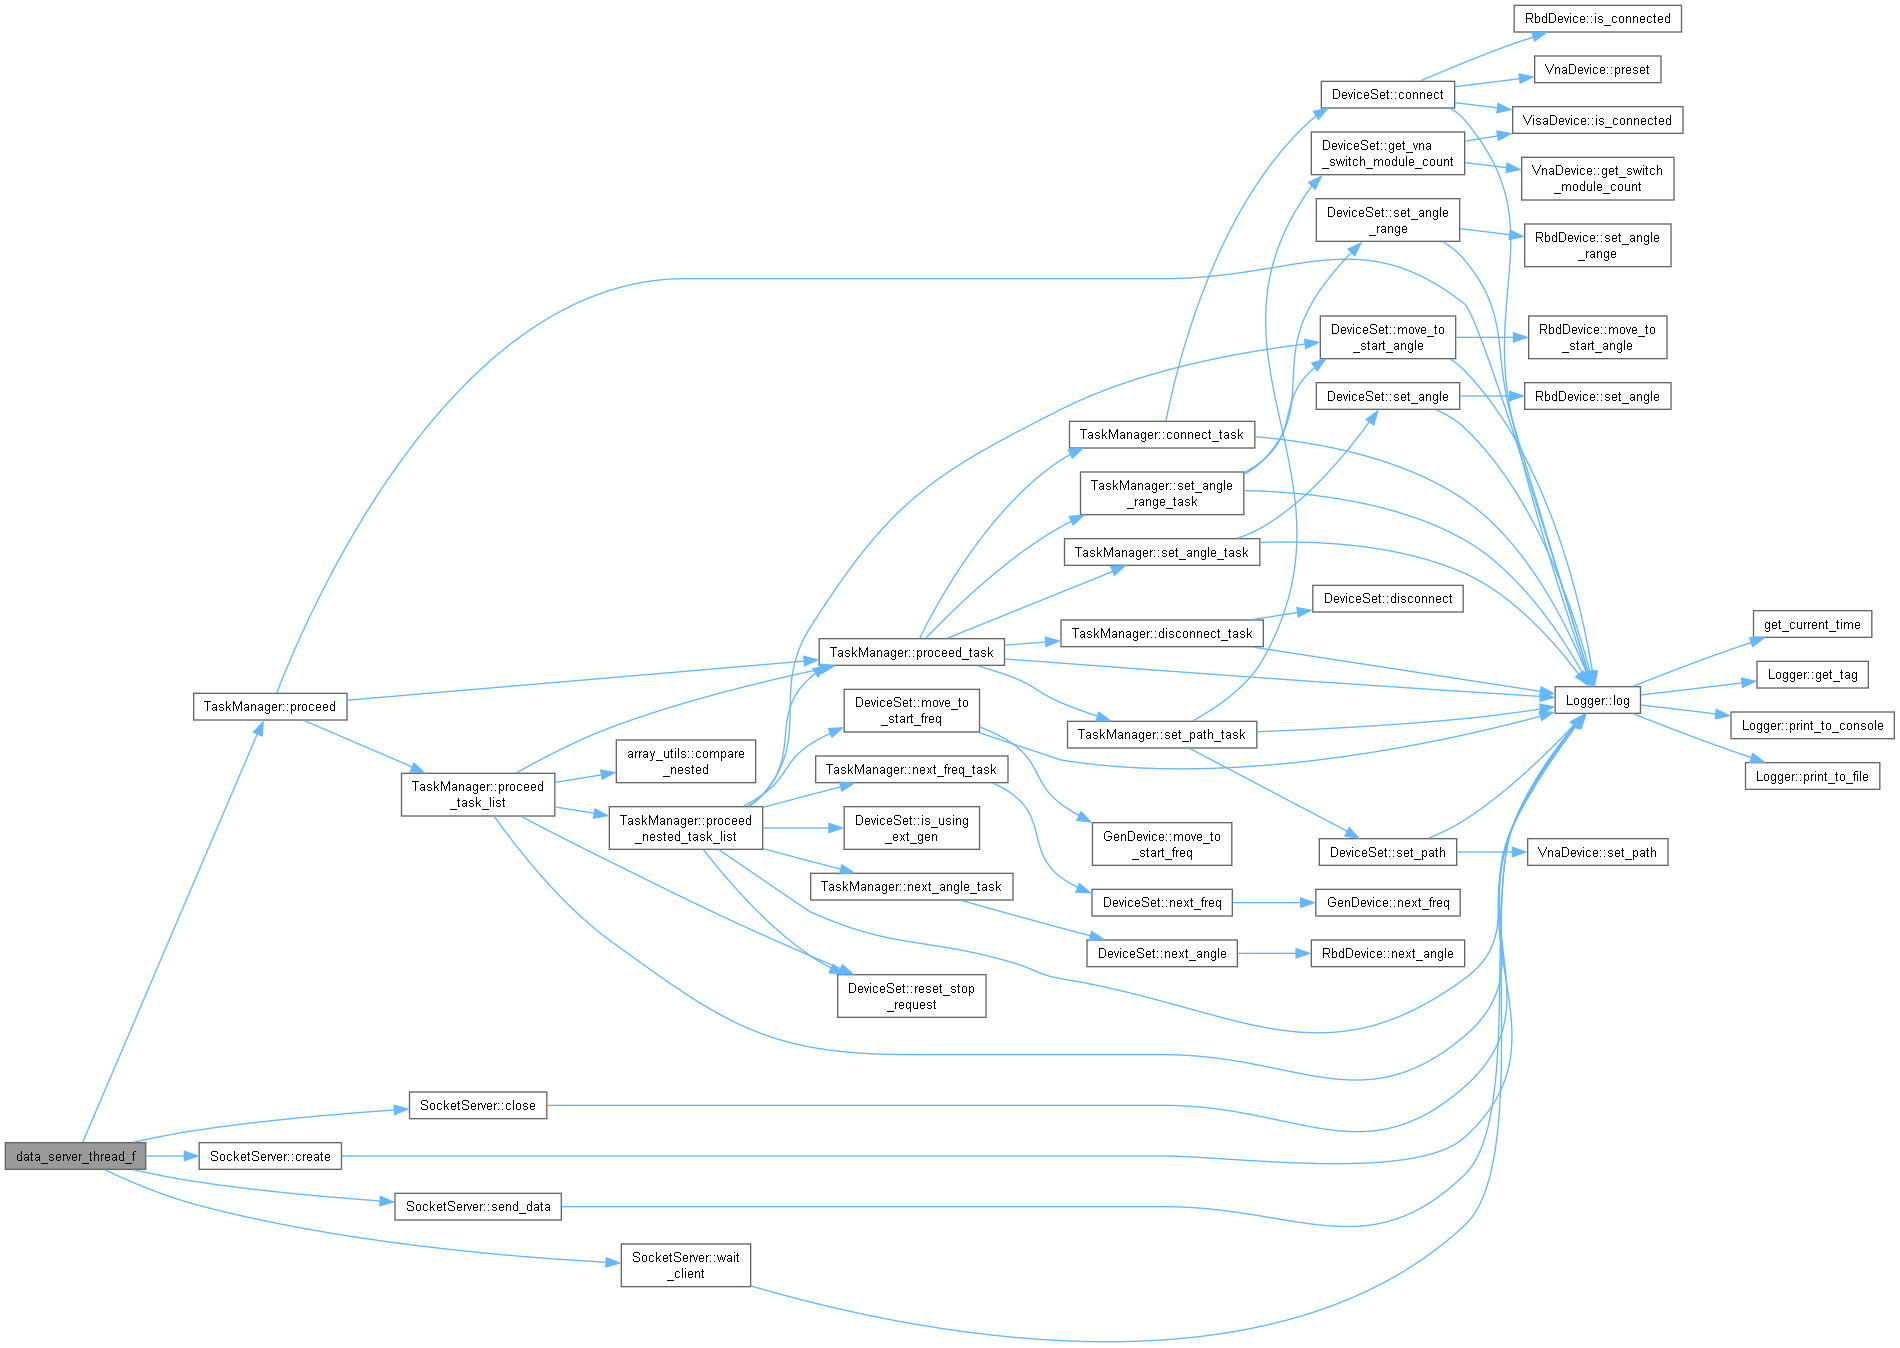 RbdDevice::is_connected
VnaDevice::preset
DeviceSet::connect
VisaDevice::is_connected
DeviceSet::get_vna
_switch_module_count
VnaDevice::get_switch
_module_count
DeviceSet::set_angle
_range
RbdDevice::set_angle
_range
DeviceSet::move_to
_start_angle
RbdDevice::move_to
_start_angle
DeviceSet::set_angle
RbdDevice::set_angle
TaskManager::connect_task
TaskManager::set_angle
_range_task
TaskManager::set_angle_task
DeviceSet::disconnect
TaskManager::disconnect_task
get_current_time
TaskManager::proceed_task
Logger::get_tag
TaskManager::proceed
DeviceSet::move_to
_start_freq
Logger::log
Logger::print_to_console
TaskManager::set_path_task
array_utils::compare
_nested
TaskManager::next_freq_task
Logger::print_to_file
TaskManager::proceed
_task_list
TaskManager::proceed
_nested_task_list
DeviceSet::is_using
_ext_gen
GenDevice::move_to
_start_freq
DeviceSet::set_path
VnaDevice::set_path
TaskManager::next_angle_task
DeviceSet::next_freq
GenDevice::next_freq
DeviceSet::next_angle
RbdDevice::next_angle
DeviceSet::reset_stop
_request
SocketServer::close
data_server_thread_f
SocketServer::create
SocketServer::send_data
SocketServer::wait
_client